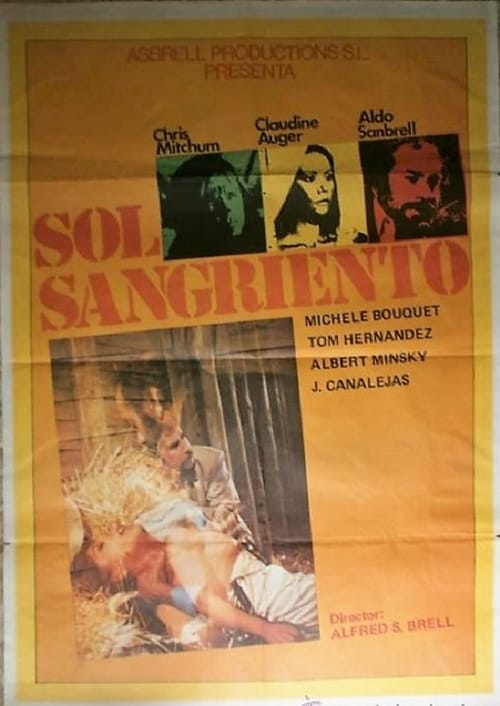 ASBRELL PRODUCTIONS S.L.
PRESENTA
Chris
Mitchum
Claudine
Auger
Aldo
Sanbrell
SOL
SANGRIENTO
MICHELE BOUQUET
TOM HERNANDEZ
ALBERT MINSKY
J. CANALEJAS
Director:
ALFRED S. BRELL